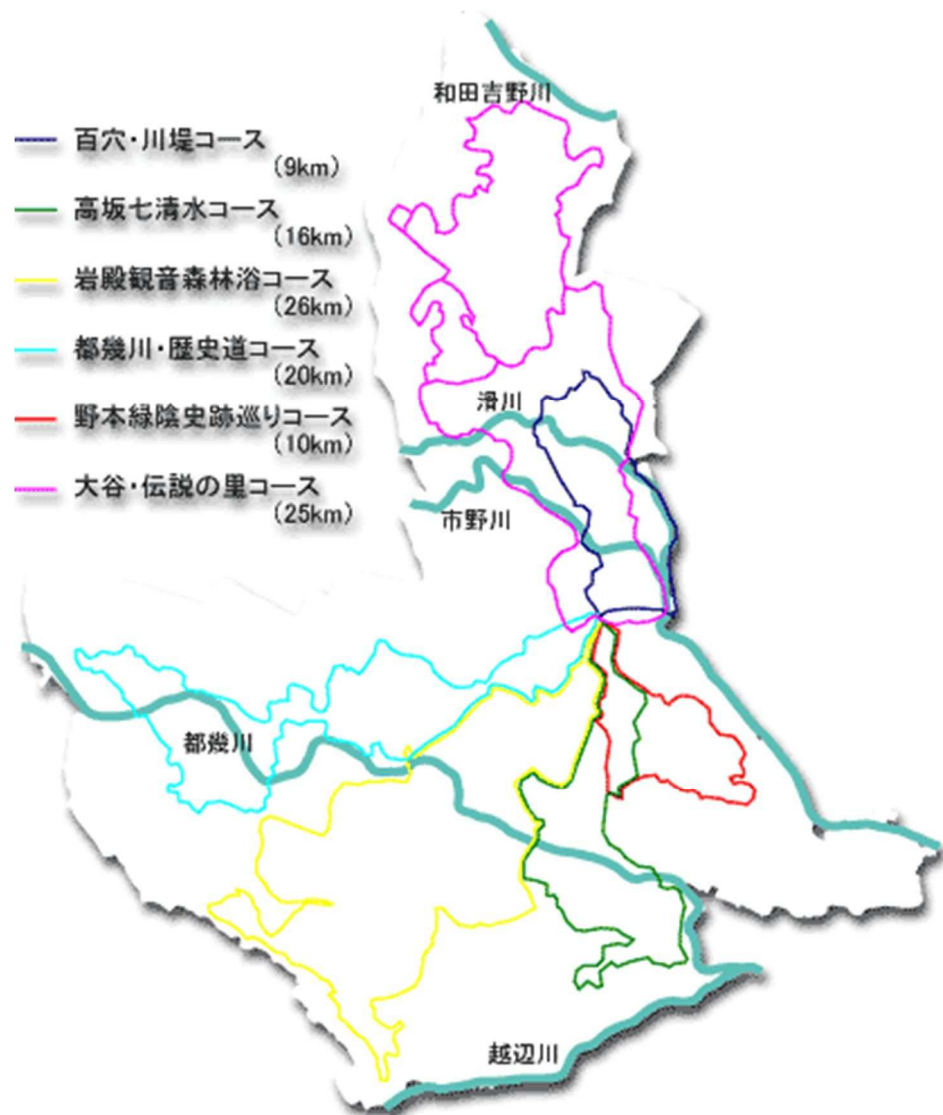 和田吉野川
百穴・川堤コース
(9km)
高坂七清水コース
(16km)
岩殿観音森林浴コース
(26km)
都幾川・歴史道コース
(20km)
滑川
野本緑陰史跡巡りコース
(10km)
大谷・伝説の里コース
(25km)
市野川
都幾川
越辺川